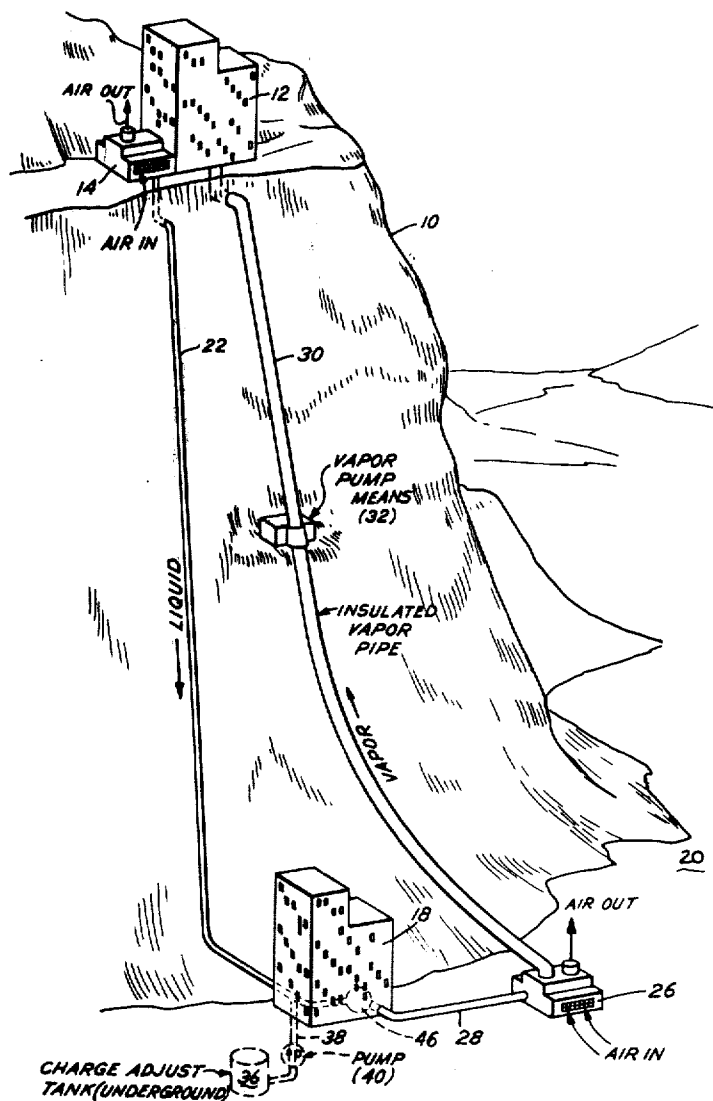 AIR OUT
12
14
AIR IN
10
22
30
VAPOR
PUMP
MEANS
(32)
LIQUID
INSULATED
VAPOR
PIPE
VAPOR
20
AIR OUT
18
26
46
28
AIR IN
38
CHARGE ADJUST
TANK (UNDERGROUND)
36
PUMP
(40)